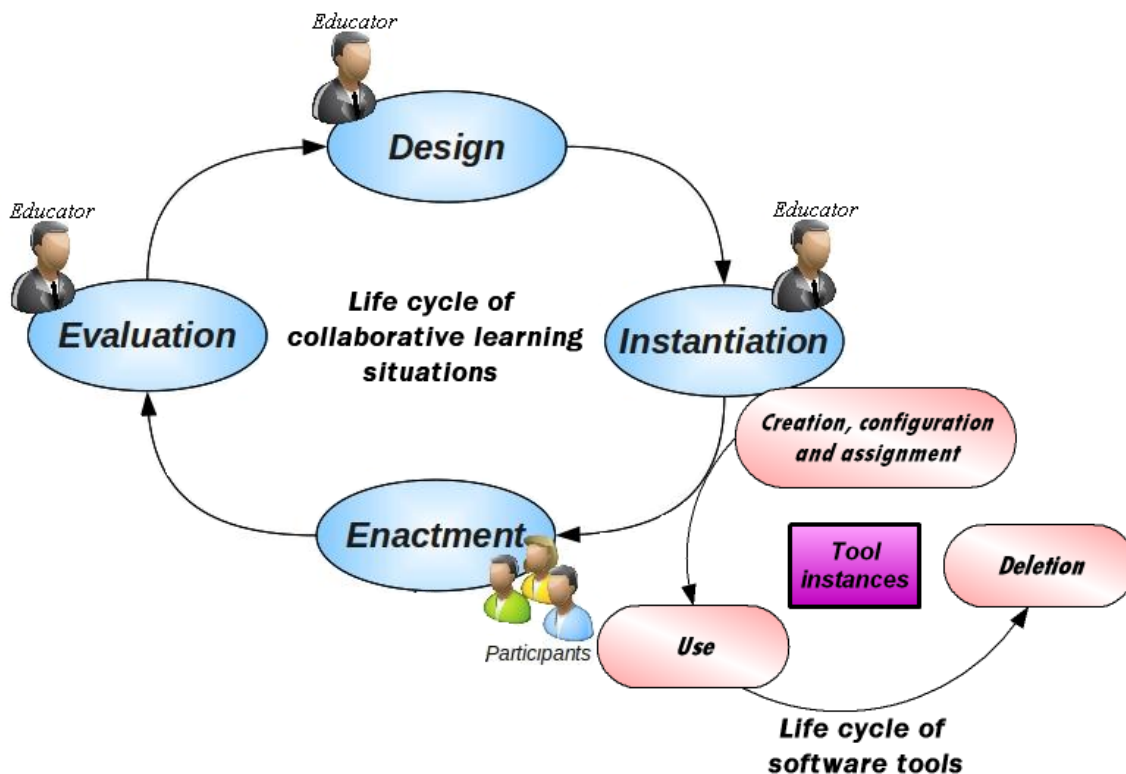 Educator
Design
Educator
Educator
Evaluation
Life cycle of
collaborative learning
situations
Instantiation
Creation, configuration
and assignment
Enactment
Participants
Tool
instances
Deletion
Use
Life cycle of
software tools